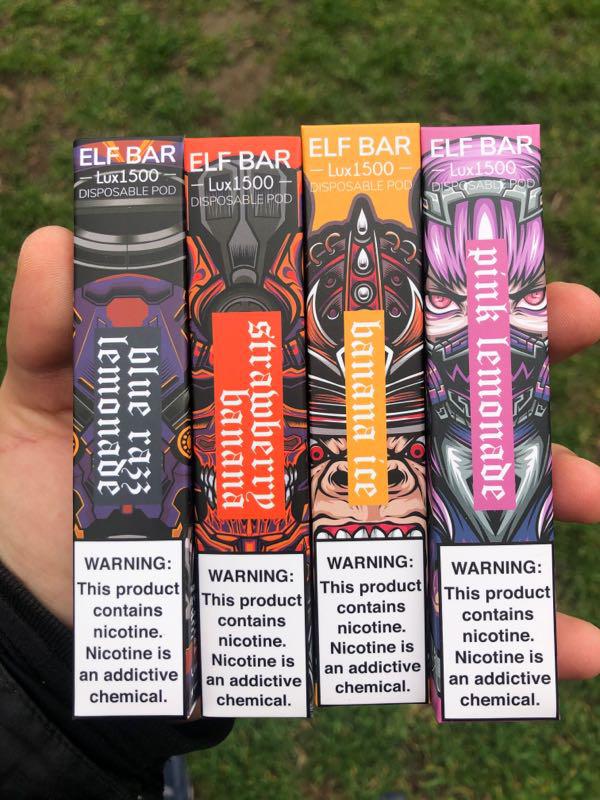 ELF BAR
Lux1500
DISPOSABLE POD
blue razz
lemonade
WARNING:
This product
contains
nicotine.
Nicotine is
an addictive
chemical.
ELF BAR
Lux1500
DISPOSABLE POD
strawberry
banana
WARNING:
This product
contains
nicotine.
Nicotine is
an addictive
chemical.
ELF BAR
Lux1500
DISPOSABLE POD
banana ice
WARNING:
This product
contains
nicotine.
Nicotine is
an addictive
chemical.
ELF BAR
Lux1500
DISPOSABLE POD
pink lemonade
WARNING:
This product
contains
nicotine.
Nicotine is
an addictive
chemical.